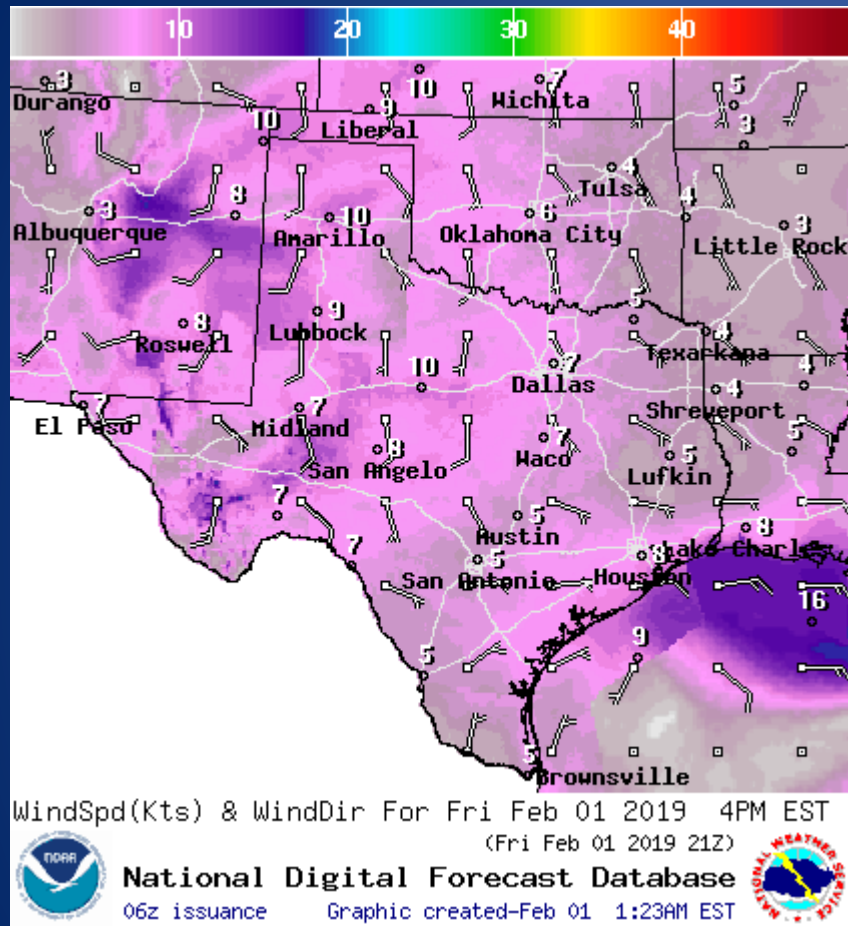 10 20 30 40
3 10 7 5
Durango Wichita
9
Liberal
10 3
4
Tulsa
3 8 10 6 4 3
Albuquerque Amarillo Oklahoma City Little Rock
8 9 5
Roswell Lubbock 4
Texarkana
10 7 4 4
Dallas
7 7 Shreveport
El Paso Midland
8 7 5 5
San Angelo Waco Lufkin
7 5 8
Austin
7 5 8 Lake Charles
San Antonio Houston
16
9
5
5
Brownsville
WindSpd(Kts) & WindDir For Fri Feb 01 2019 4PM EST
(Fri Feb 01 2019 21Z)
NOAA
National Digital Forecast Database
06z issuance Graphic created-Feb 01 1:23AM EST
NATIONAL WEATHER SERVICE